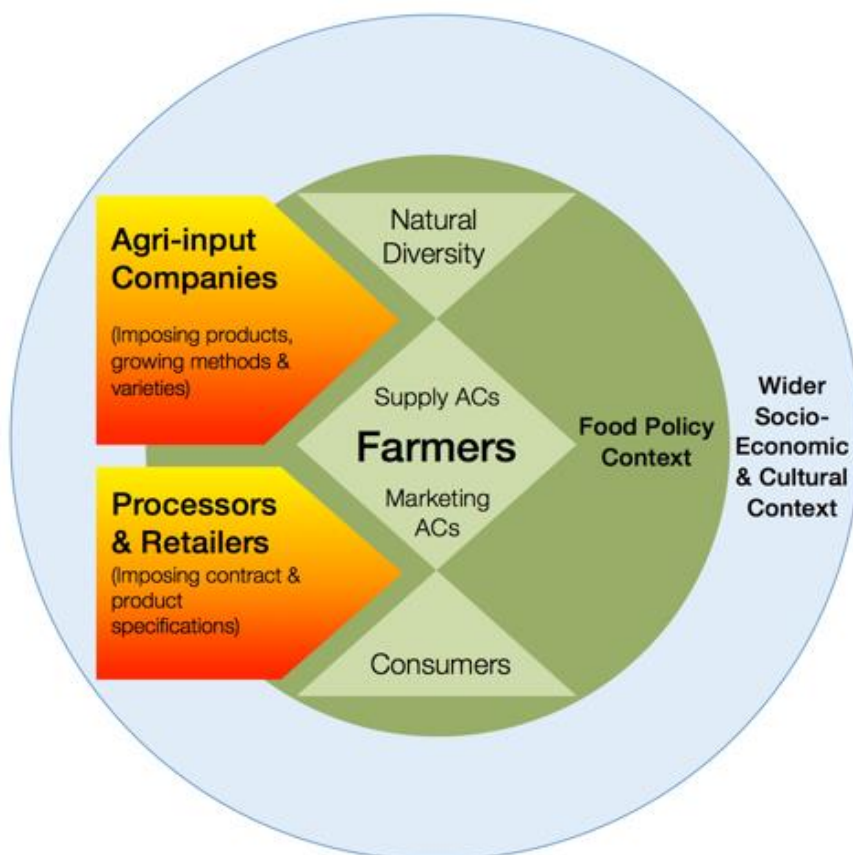 Agri-input
Companies
(Imposing products,
growing methods &
varieties)
Natural
Diversity
Supply ACs
Farmers
Marketing
ACs
Processors
& Retailers
(Imposing contract &
product
specifications)
Consumers
Food Policy
Context
Wider
Socio-
Economic
& Cultural
Context